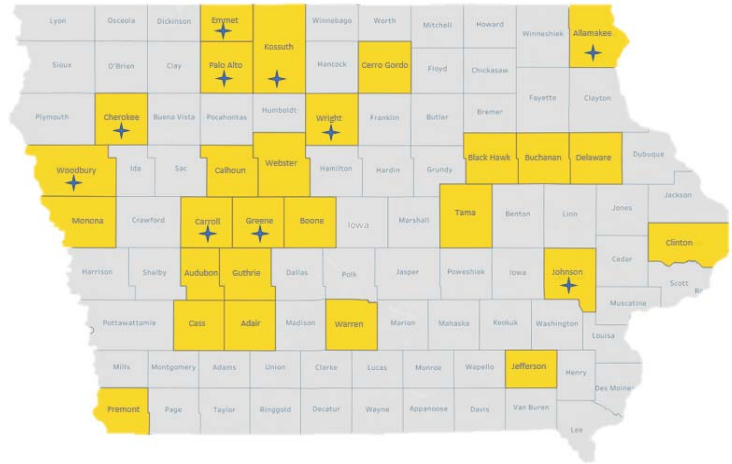 Lyon Osceola Dickinson Emmet Winnebago Worth Mitchell Howard Winneshiek Allamakee
Kossuth
Sioux O'Brien Clay Palo Alto Hancock Cerro Gordo Floyd Chickasaw
Fayette Clayton
Plymouth Cherokee Buena Vista Pocahontas Humboldt Wright Franklin Butler Bremer
Woodbury Ida Sac Calhoun Webster Hamilton Hardin Grundy Black Hawk Buchanan Delaware Dubuque
Jackson
Monona Crawford Carroll Greene Boone Iowa Marshall Tama Benton Linn Jones
Clinton
Harrison Shelby Audubon Guthrie Dallas Polk Jasper Poweshiek Iowa Johnson Cedar
Scott
Muscatine
Pottawattamie Cass Adair Madison Warren Marion Mahaska Keokuk Washington
Louisa
Mills Montgomery Adams Union Clarke Lucas Monroe Wapello Jefferson Henry
Des Moine
Fremont Page Taylor Ringgold Decatur Wayne Appanoose Davis Van Buren
Lee